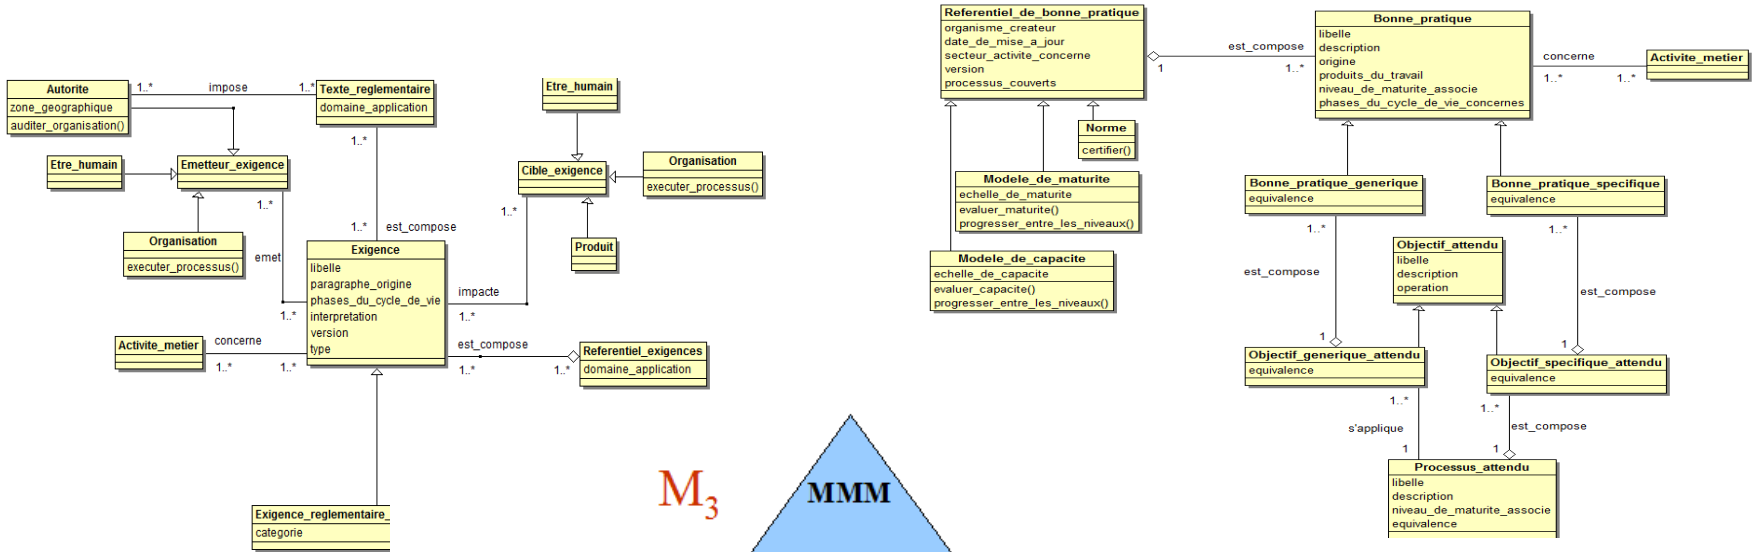 Autorite
zone_geographique
auditer_organisation()
1..*
impose
1..*
Texte_reglementaire
domaine_application
1..*
Etre_humain
Emetteur_exigence
1..*
Organisation
executer_processus()
emet
1..*
est_compose
1..*
Exigence
libelle
paragraphe_origine
phases_du_cycle_de_vie
interpretation
version
type
Etre_humain
Cible_exigence
1..*
Organisation
executer_processus()
Produit
impacte
1..*
Activite_metier
concerne
1..*
1..*
est_compose
1..*
1..*
Referentiel_exigences
domaine_application
Exigence_reglementaire_
categorie
M3
MMM
Referentiel_de_bonne_pratique
organisme_createur
date_de_mise_a_jour
secteur_activite_concerne
version
processus_couverts
1
est_compose
1..*
Norme
certifier()
Modele_de_maturite
echelle_de_maturite
evaluer_maturite()
progresser_entre_les_niveaux()
Modele_de_capacite
echelle_de_capacite
evaluer_capacite()
progresser_entre_les_niveaux()
Bonne_pratique
libelle
description
origine
produits_du_travail
niveau_de_maturite_associe
phases_du_cycle_de_vie_concernes
concerne
1..*
1..*
Activite_metier
Bonne_pratique_generique
equivalence
1..*
Bonne_pratique_specifique
equivalence
1..*
Objectif_attendu
libelle
description
operation
est_compose
1
est_compose
1
Objectif_generique_attendu
equivalence
1..*
Objectif_specifique_attendu
equivalence
1..*
s'applique
1
est_compose
1
Processus_attendu
libelle
description
niveau_de_maturite_associe
equivalence